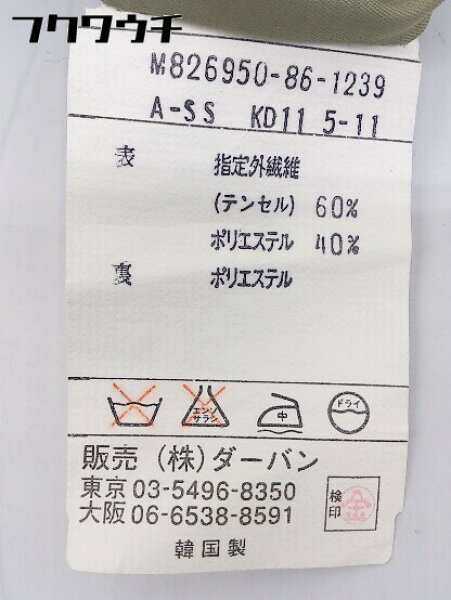 フクワウチ
M826950-86-1239
A-SS KD11 5-11
表 指定外繊維
(テンセル) 60%
ポリエステル 40%
裏 ポリエステル
エンソサラシ 中 ドライ
販売 (株)ダーバン
東京 03-5496-8350
大阪 06-6538-8591
検印 金
韓国製